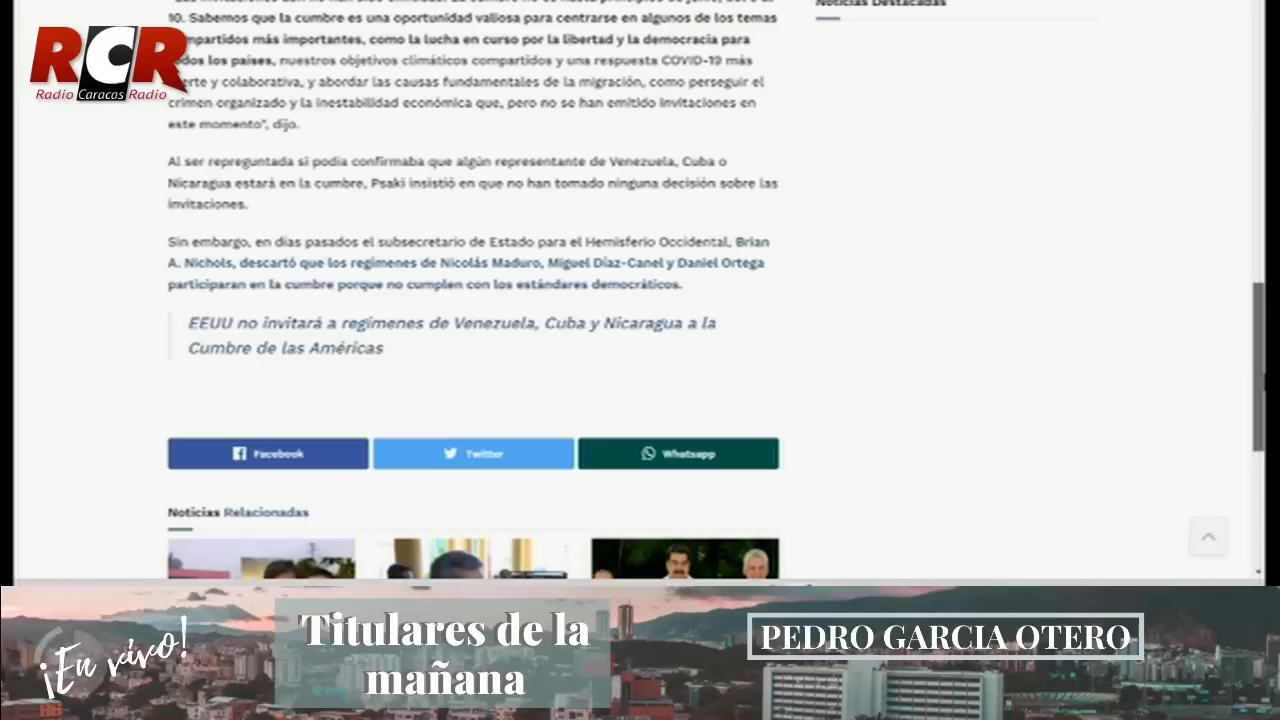 Noticias Destacadas
10. Sabemos que la cumbre es una oportunidad valiosa para centrarse en algunos de los temas
mpartidos más importantes, como la lucha en curso por la libertad y la democracia para
dos los países, nuestros objetivos climáticos compartidos y una respuesta COVID-19 más
erte y colaborativa, y abordar las causas fundamentales de la migración, como perseguir el
crimen organizado y la inestabilidad económica que, pero no se han emitido invitaciones en
este momento", dijo.
RCR
Radio Caracas Radio
Al ser repreguntada si podía confirmaba que algún representante de Venezuela, Cuba o
Nicaragua estará en la cumbre, Psaki insistió en que no han tomado ninguna decisión sobre las
invitaciones.
Sin embargo, en días pasados el subsecretario de Estado para el Hemisferio Occidental, Brian
A. Nichols, descartó que los regímenes de Nicolás Maduro, Miguel Díaz-Canel y Daniel Ortega
participaran en la cumbre porque no cumplen con los estándares democráticos.
EEUU no invitará a regímenes de Venezuela, Cuba y Nicaragua a la
Cumbre de las Américas
Facebook
Twitter
Whatsapp
Noticias Relacionadas
¡En vivo!
Titulares de la
mañana
PEDRO GARCIA OTERO